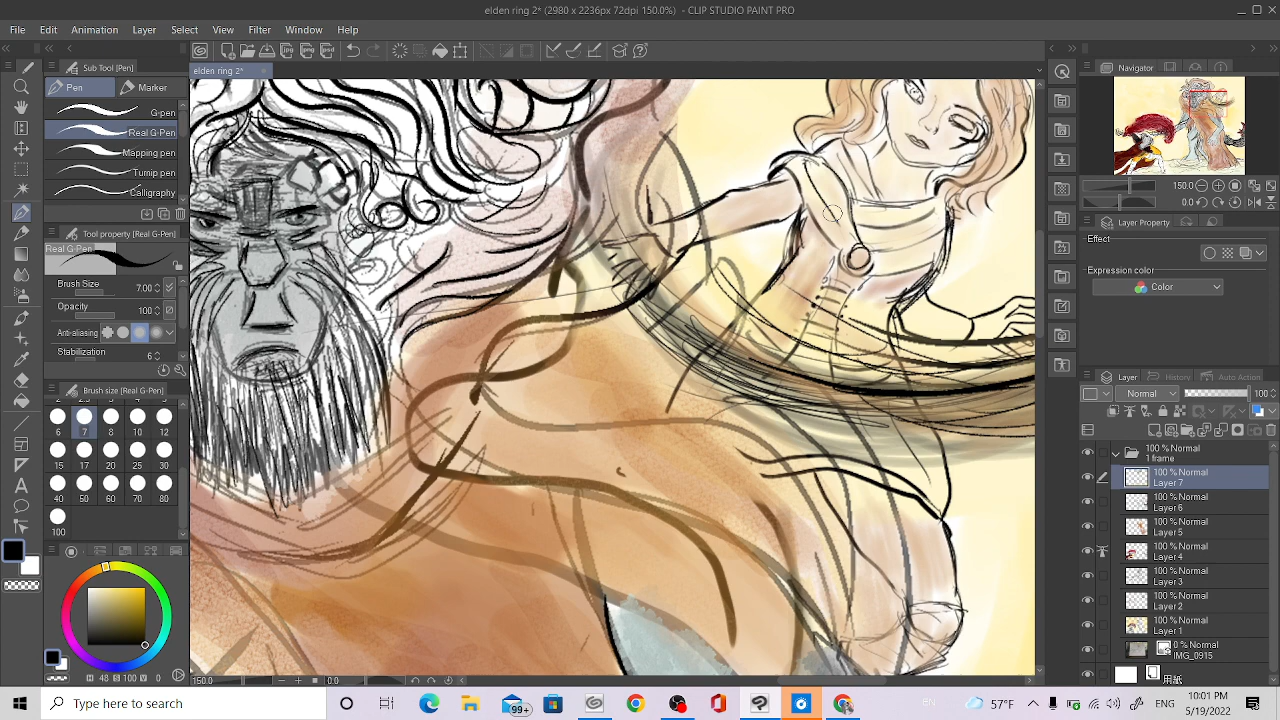 elden ring 2* (2980 x 2236px 72dpi 150.0%) - CLIP STUDIO PAINT PRO
File Edit Animation Layer Select View Filter Window Help
Sub Tool [Pen]
Pen Marker
G-pen
Real G-Pen
Mapping pen
Turnip pen
Calligraphy
Tool property [Real G-Pen]
Real G-Pen
Brush Size 7.00
Opacity 100
Anti-aliasing
Stabilization 6
Brush size [Real G-Pen]
6 7 8 10 12
15 17 20 25 30
40 50 60 70 80
100
48 S 100 V 0
elden ring 2*
150.0 0.0
Navigator
150.0
0.0
Layer Property
Effect
Expression color
Color
Layer History Auto Action
Normal 100
100 % Normal
1 frame
100 % Normal
Layer 7
100 % Normal
Layer 6
100 % Normal
Layer 5
100 % Normal
Layer 4
100 % Normal
Layer 3
100 % Normal
Layer 2
100 % Normal
Layer 1
0 % Normal
IMG_0915
用紙
Type here to search
99+
57°F
EN
ENG
10:01 PM
5/19/2022